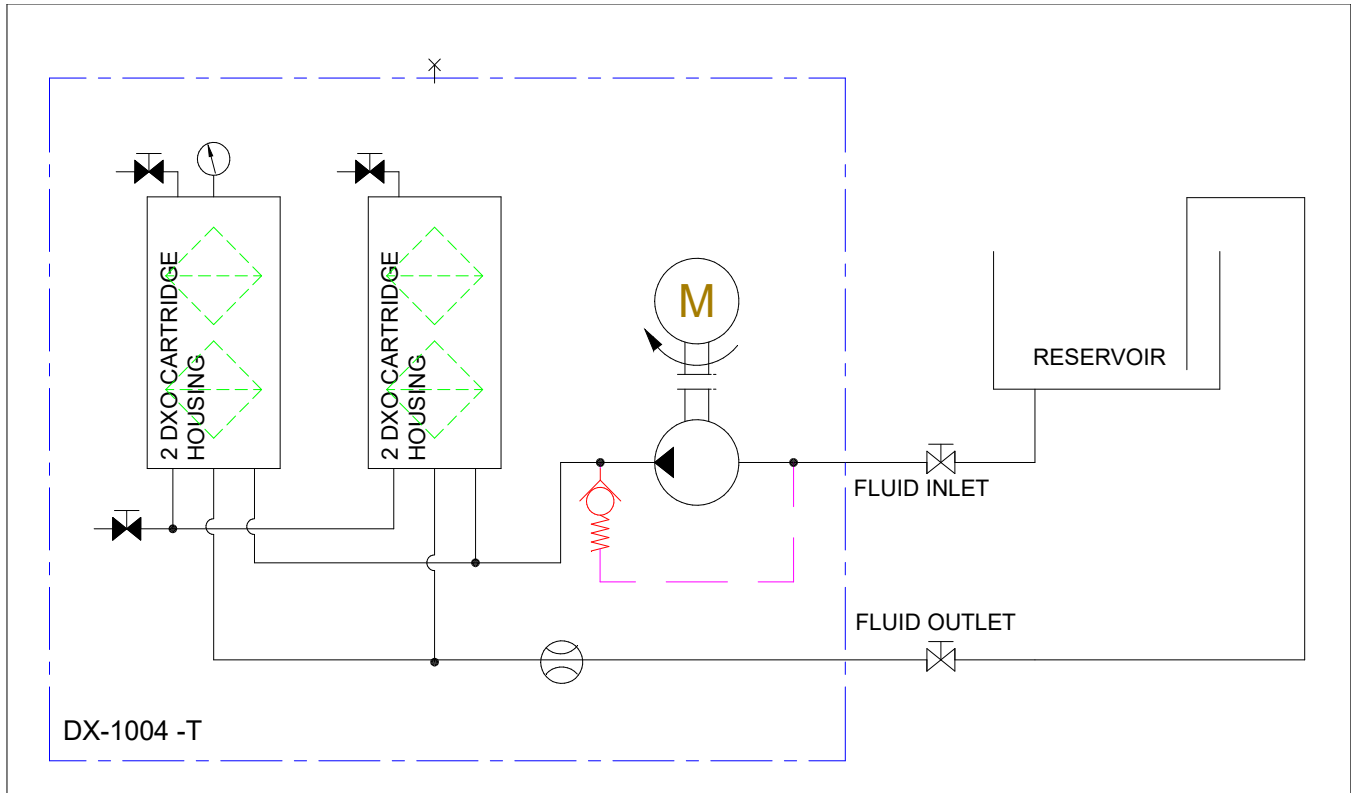 2 DXO CARTRIDGE
HOUSING
2 DXO CARTRIDGE
HOUSING
M
RESERVOIR
FLUID INLET
FLUID OUTLET
DX-1004 -T